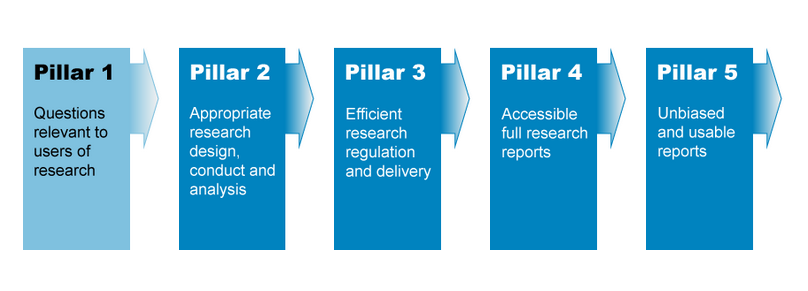 Pillar 1
Questions
relevant to
users of
research
Pillar 2
Appropriate
research
design,
conduct and
analysis
Pillar 3
Efficient
research
regulation
and delivery
Pillar 4
Accessible
full research
reports
Pillar 5
Unbiased
and usable
reports